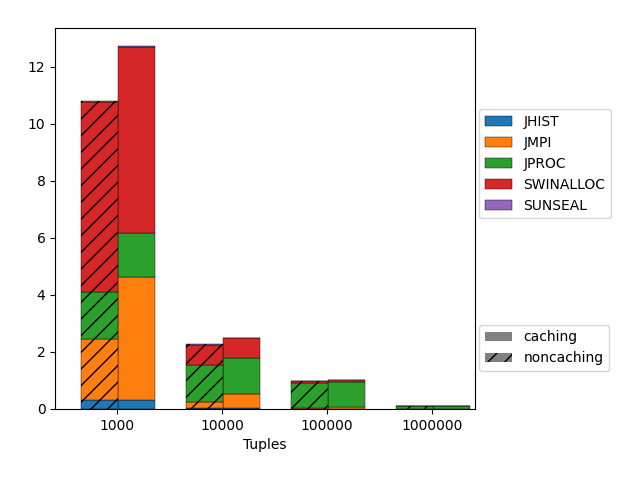 12
10
8
6
4
2
0
1000
10000
100000
1000000
Tuples
JHIST
JMPI
JPROC
SWINALLOC
SUNSEAL
caching
noncaching